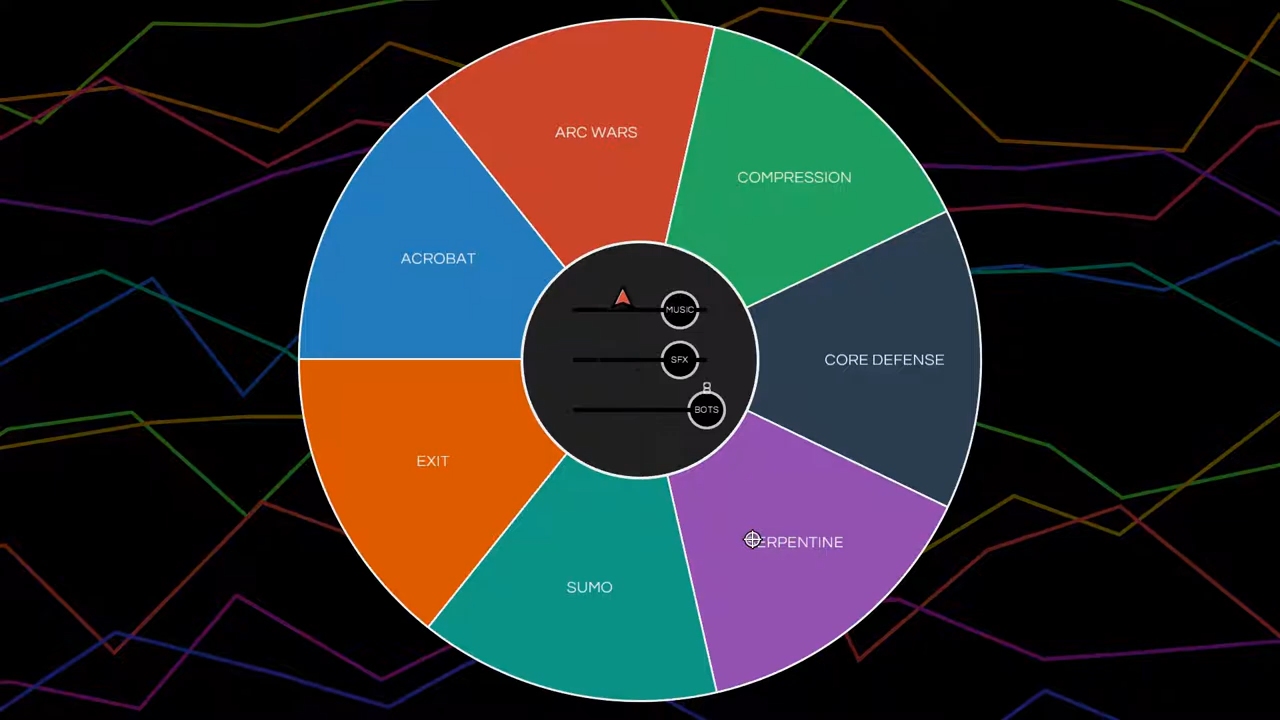 ARC WARS
COMPRESSION
ACROBAT
MUSIC
CORE DEFENSE
SFX
8
BOTS
EXIT
ERPENTINE
SUMO